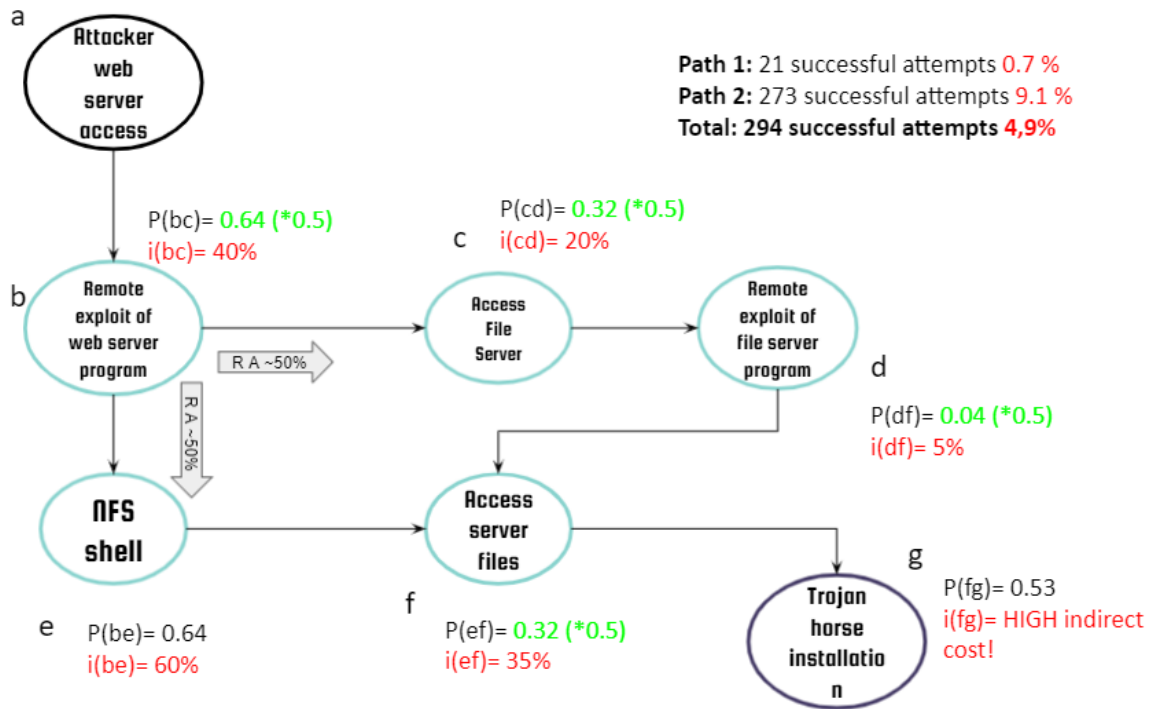 a
Attacker
web
server
access
Path 1: 21 successful attempts 0.7 %
Path 2: 273 successful attempts 9.1 %
Total: 294 successful attempts 4,9%
P(bc)= 0.64 (*0.5)
i(bc)= 40%
P(cd)= 0.32 (*0.5)
i(cd)= 20%
c
b
Remote
exploit of
web server
program
Access
File
Server
Remote
exploit of
file server
program
R A ~50%
R A ~50%
d
P(df)= 0.04 (*0.5)
i(df)= 5%
NFS
shell
Access
server
files
e
P(be)= 0.64
i(be)= 60%
f
P(ef)= 0.32 (*0.5)
i(ef)= 35%
g
Trojan
horse
installatio
n
P(fg)= 0.53
i(fg)= HIGH indirect
cost!